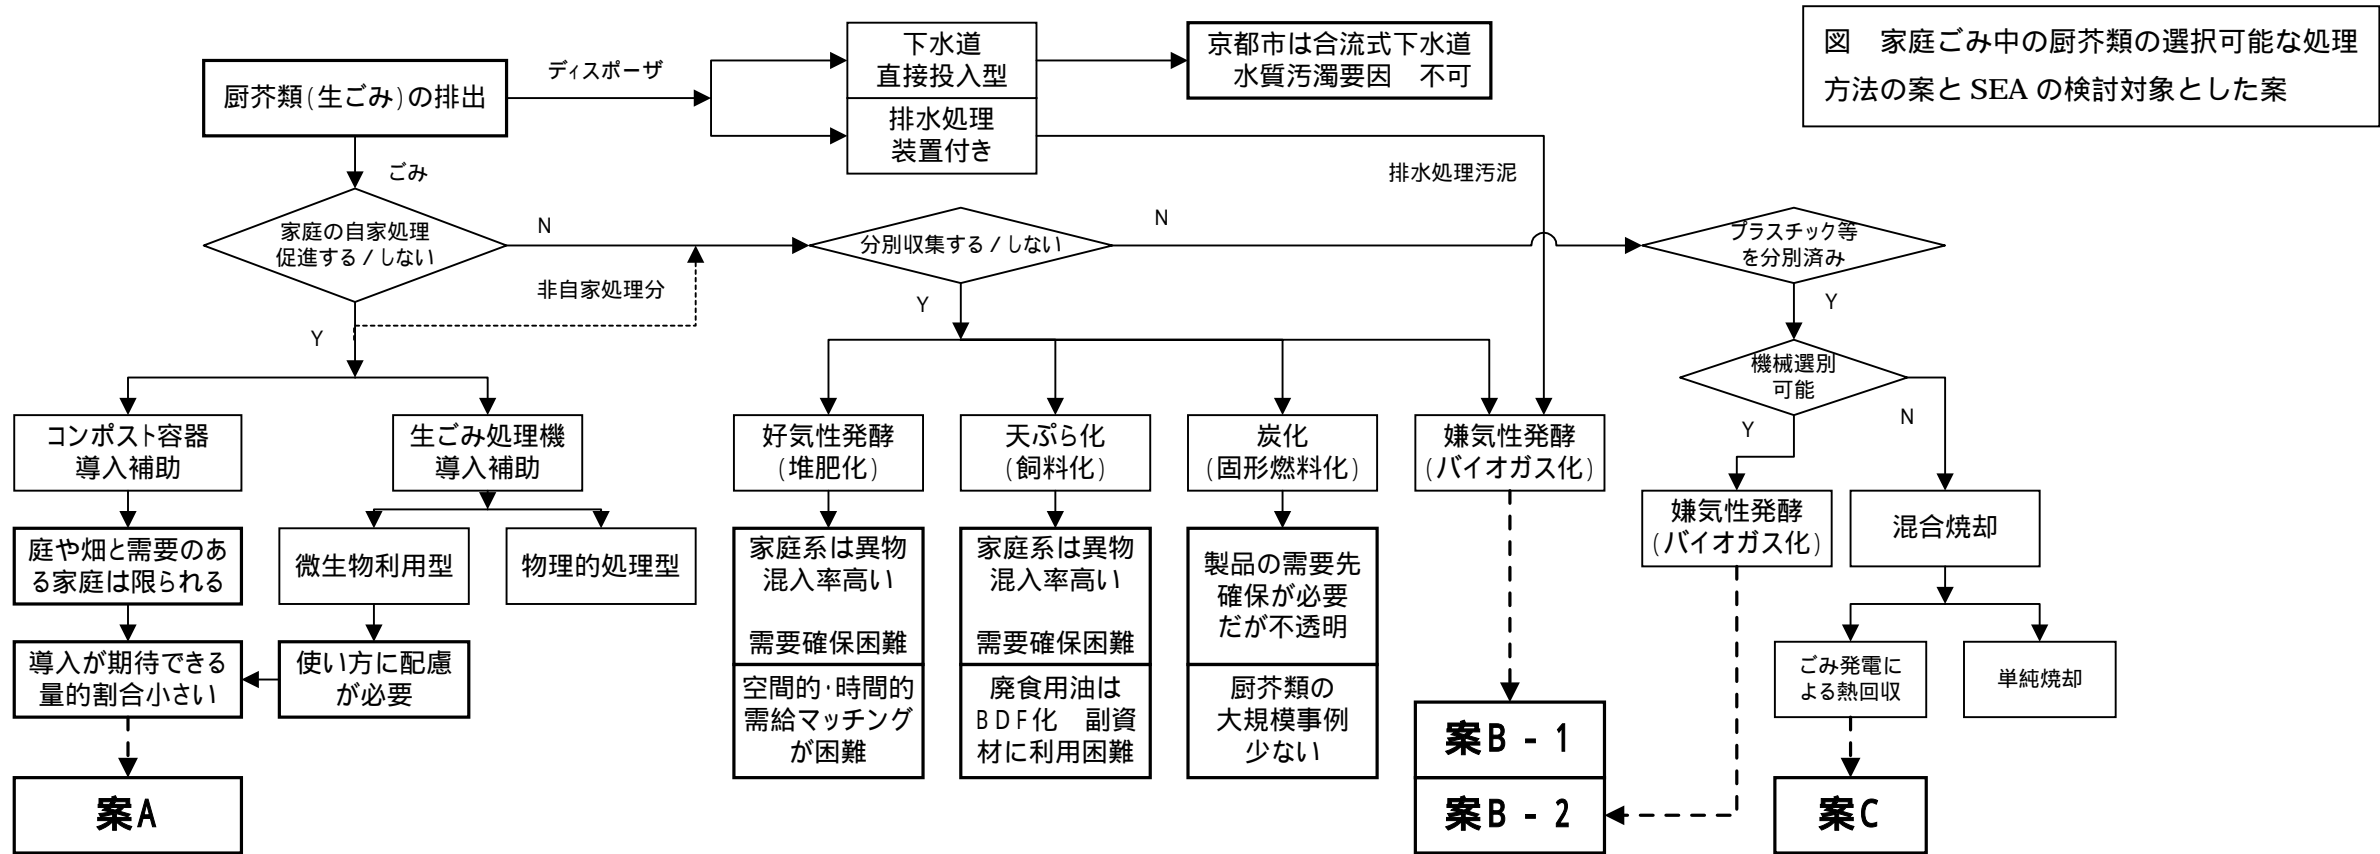 図　家庭ごみ中の厨芥類の選択可能な処理
方法の案と SEA の検討対象とした案
厨芥類(生ごみ)の排出
ディスポーザ
下水道
直接投入型
排水処理
装置付き
京都市は合流式下水道
水質汚濁要因　不可
ごみ
排水処理汚泥
家庭の自家処理
促進する/しない
N
非自家処理分
Y
分別収集する/しない
N
Y
プラスチック等
を分別済み
Y
機械選別
可能
Y
N
コンポスト容器
導入補助
生ごみ処理機
導入補助
好気性発酵
(堆肥化)
天ぷら化
(飼料化)
炭化
(固形燃料化)
嫌気性発酵
(バイオガス化)
嫌気性発酵
(バイオガス化)
混合焼却
庭や畑と需要のあ
る家庭は限られる
微生物利用型
物理的処理型
家庭系は異物
混入率高い
需要確保困難
家庭系は異物
混入率高い
需要確保困難
製品の需要先
確保が必要
だが不透明
導入が期待できる
量的割合小さい
使い方に配慮
が必要
空間的・時間的
需給マッチング
が困難
廃食用油は
BDF化　副資
材に利用困難
厨芥類の
大規模事例
少ない
ごみ発電に
よる熱回収
単純焼却
案A
案B - 1
案B - 2
案C